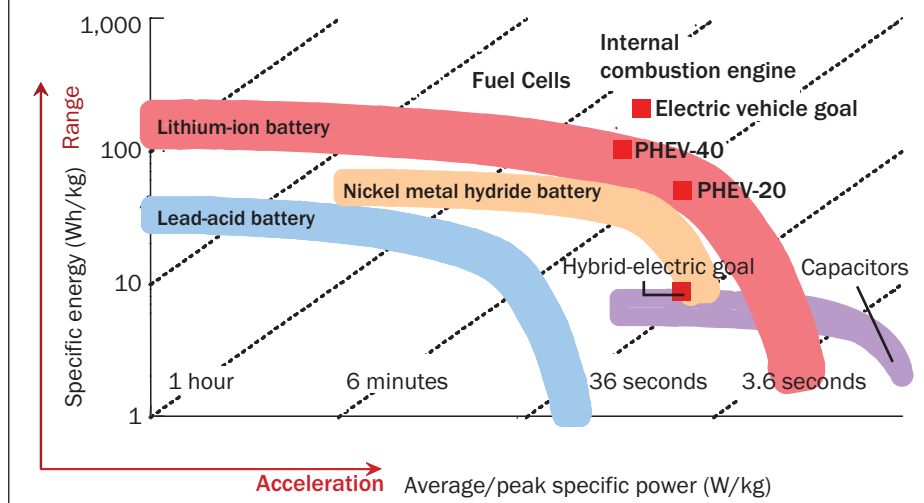 1,000
Internal
combustion engine
Fuel Cells
Electric vehicle goal
Lithium-ion battery
100
PHEV-40
Nickel metal hydride battery
PHEV-20
Lead-acid battery
Hybrid-electric goal
Capacitors
10
1 hour
6 minutes
36 seconds
3.6 seconds
1
Specific energy (Wh/kg)
Range
Acceleration
Average/peak specific power (W/kg)